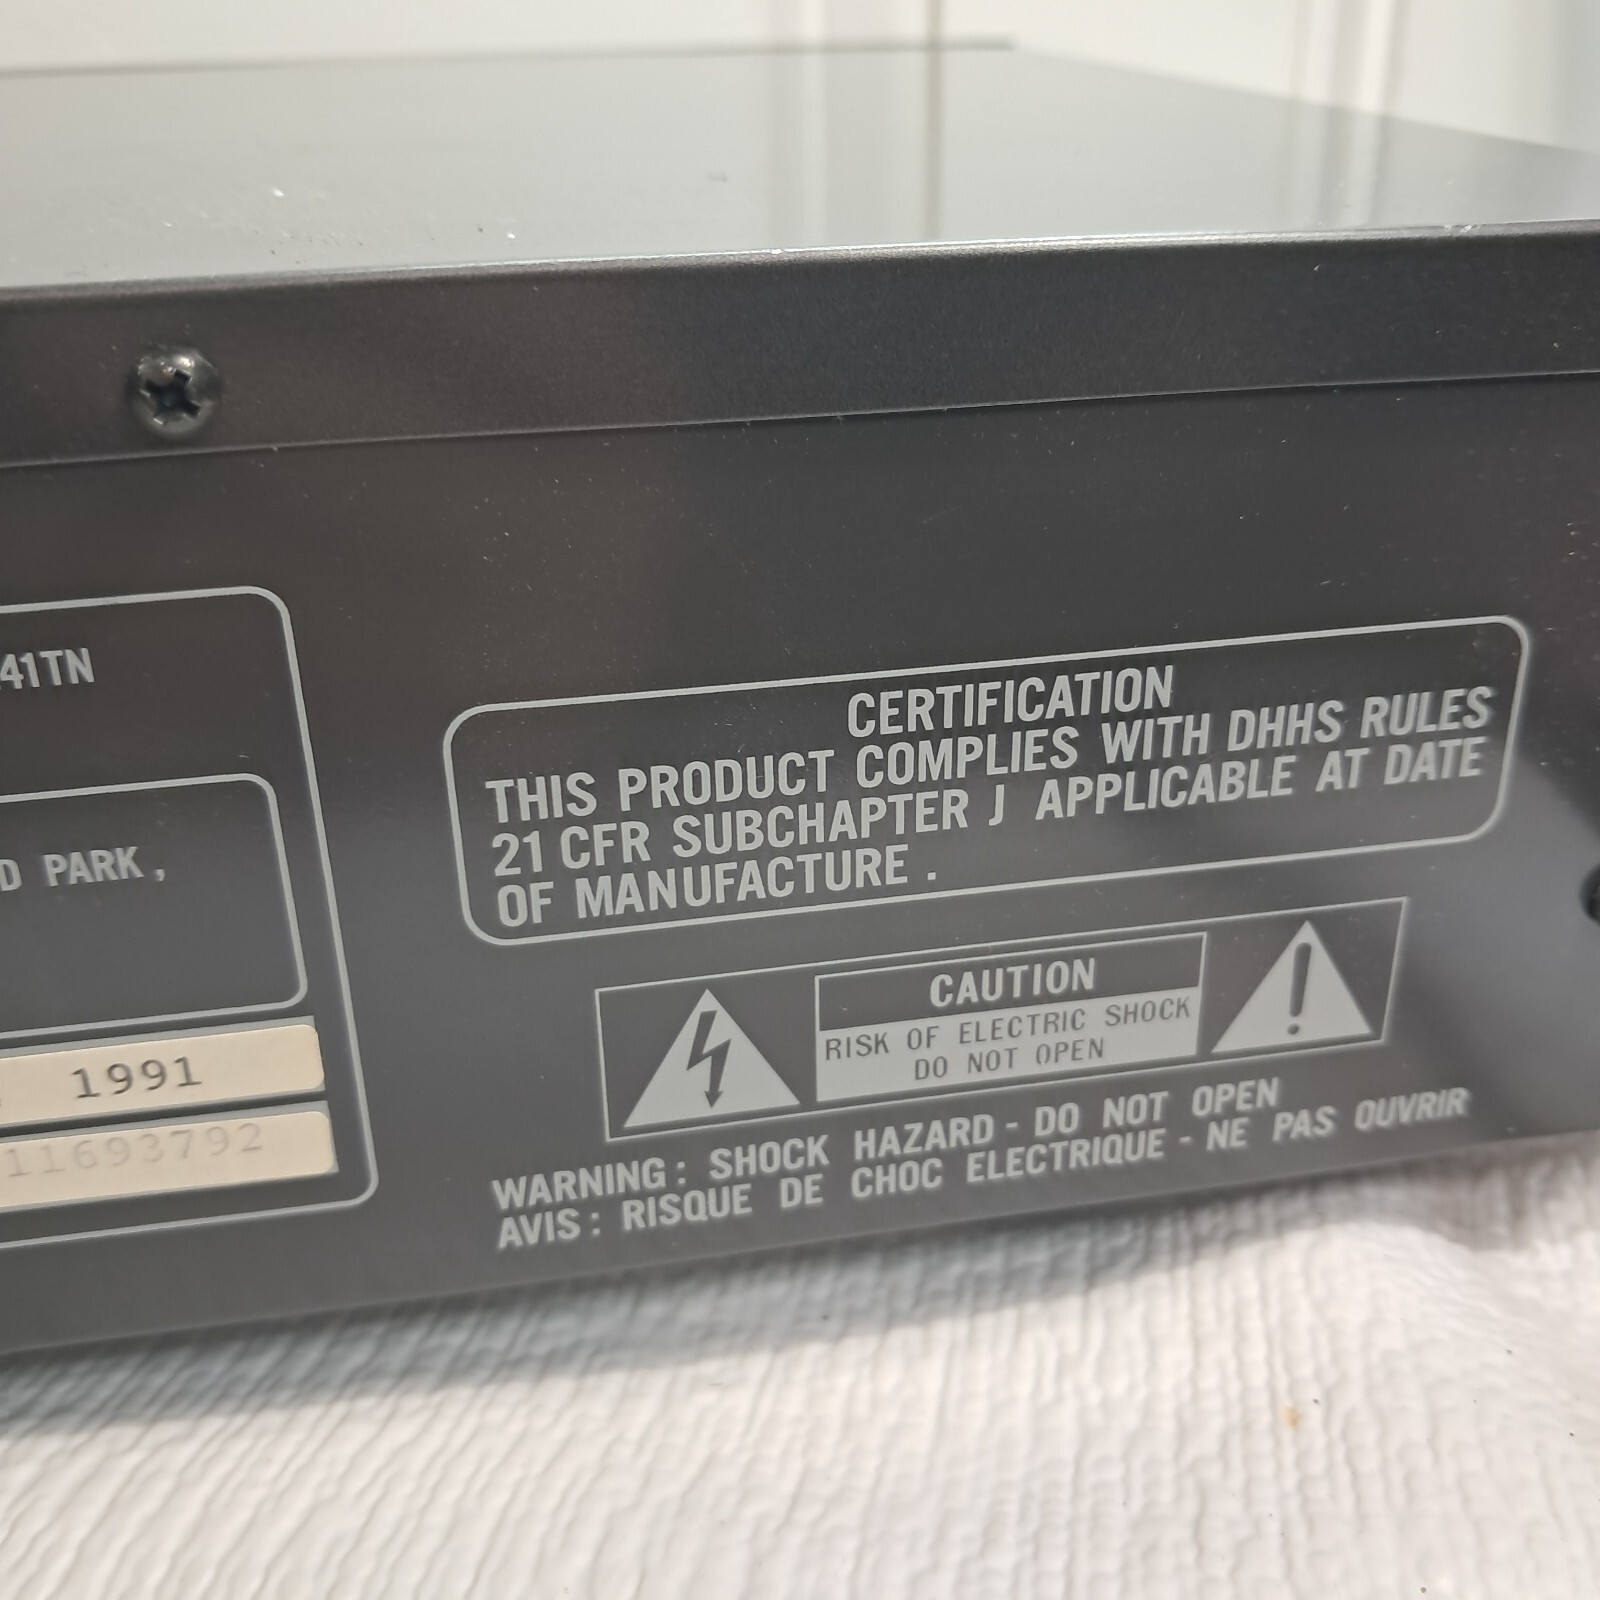 41TN
D PARK,
1991
11693792
CERTIFICATION
THIS PRODUCT COMPLIES WITH DHHS RULES
21 CFR SUBCHAPTER J APPLICABLE AT DATE
OF MANUFACTURE .
CAUTION
RISK OF ELECTRIC SHOCK
DO NOT OPEN
WARNING : SHOCK HAZARD - DO NOT OPEN
AVIS : RISQUE DE CHOC ELECTRIQUE - NE PAS OUVRIR